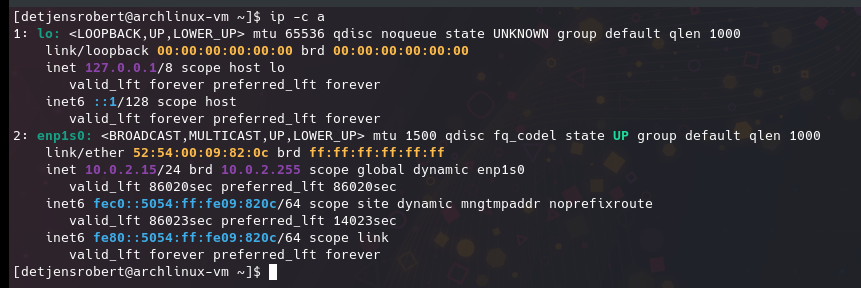 [detjensrobert@archlinux-vm ~]$ ip -c a
1: lo: <LOOPBACK,UP,LOWER_UP> mtu 65536 qdisc noqueue state UNKNOWN group default qlen 1000
    link/loopback 00:00:00:00:00:00 brd 00:00:00:00:00:00
    inet 127.0.0.1/8 scope host lo
       valid_lft forever preferred_lft forever
    inet6 ::1/128 scope host
       valid_lft forever preferred_lft forever
2: enp1s0: <BROADCAST,MULTICAST,UP,LOWER_UP> mtu 1500 qdisc fq_codel state UP group default qlen 1000
    link/ether 52:54:00:09:82:0c brd ff:ff:ff:ff:ff:ff
    inet 10.0.2.15/24 brd 10.0.2.255 scope global dynamic enp1s0
       valid_lft 86020sec preferred_lft 86020sec
    inet6 fec0::5054:ff:fe09:820c/64 scope site dynamic mngtmpaddr noprefixroute
       valid_lft 86023sec preferred_lft 14023sec
    inet6 fe80::5054:ff:fe09:820c/64 scope link
       valid_lft forever preferred_lft forever
[detjensrobert@archlinux-vm ~]$